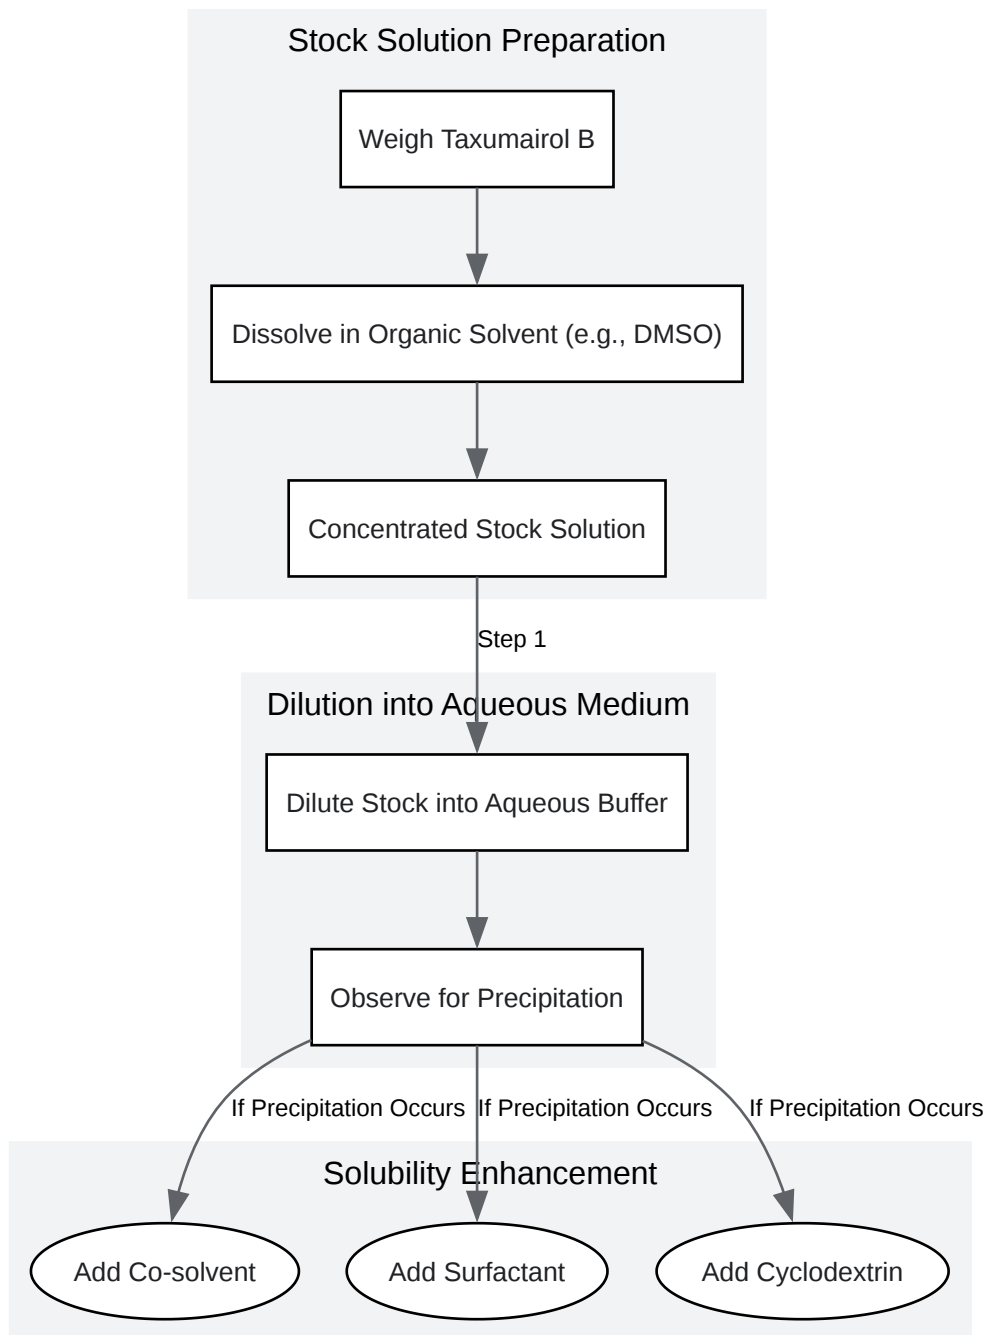 Stock Solution Preparation
Weigh Taxumairol B
Dissolve in Organic Solvent (e.g., DMSO)
Concentrated Stock Solution
Step 1
Dilution into Aqueous Medium
Dilute Stock into Aqueous Buffer
Observe for Precipitation
If Precipitation Occurs
If Precipitation Occurs
If Precipitation Occurs
Solubility Enhancement
Add Co-solvent
Add Surfactant
Add Cyclodextrin